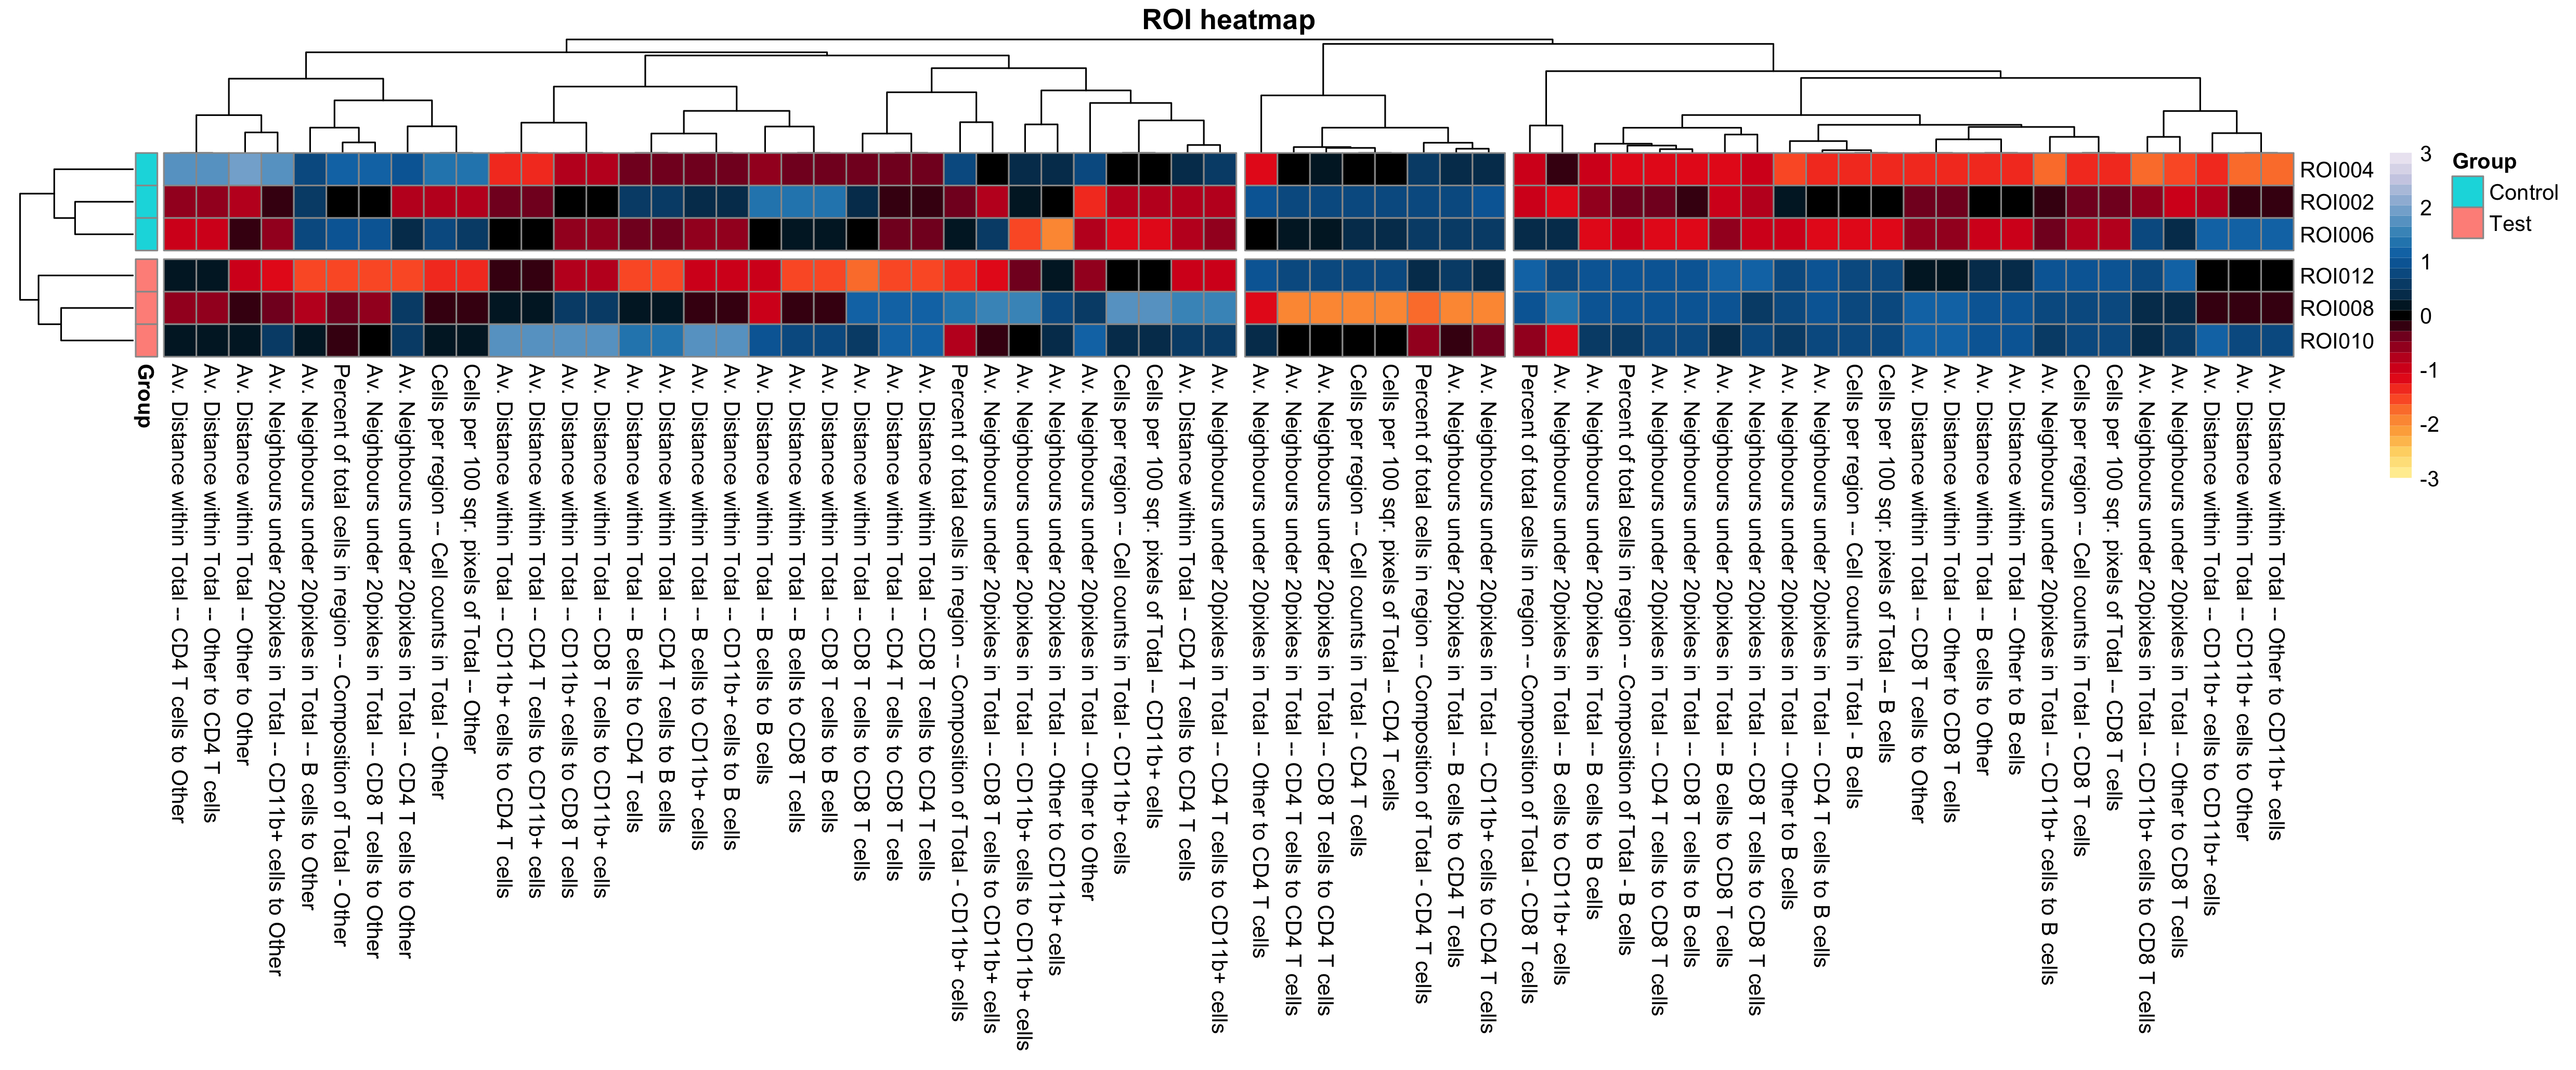 ROI heatmap
ROI004
ROI002
ROI006
ROI012
ROI008
ROI010
3
2
1
0
-1
-2
-3
Group
Control
Test
Group
Av. Distance within Total -- CD4 T cells to Other
Av. Distance within Total -- Other to CD4 T cells
Av. Distance within Total -- Other to Other
Av. Neighbours under 20pixles in Total -- CD11b+ cells to Other
Av. Neighbours under 20pixles in Total -- B cells to Other
Percent of total cells in region -- Composition of Total - Other
Av. Neighbours under 20pixles in Total -- CD8 T cells to Other
Av. Neighbours under 20pixles in Total -- CD4 T cells to Other
Cells per region -- Cell counts in Total - Other
Cells per 100 sqr. pixels of Total -- Other
Av. Distance within Total -- CD11b+ cells to CD4 T cells
Av. Distance within Total -- CD4 T cells to CD11b+ cells
Av. Distance within Total -- CD11b+ cells to CD8 T cells
Av. Distance within Total -- CD8 T cells to CD11b+ cells
Av. Distance within Total -- B cells to CD4 T cells
Av. Distance within Total -- CD4 T cells to B cells
Av. Distance within Total -- B cells to CD11b+ cells
Av. Distance within Total -- CD11b+ cells to B cells
Av. Distance within Total -- B cells to B cells
Av. Distance within Total -- B cells to CD8 T cells
Av. Distance within Total -- CD8 T cells to B cells
Av. Distance within Total -- CD8 T cells to CD8 T cells
Av. Distance within Total -- CD4 T cells to CD8 T cells
Av. Distance within Total -- CD8 T cells to CD4 T cells
Percent of total cells in region -- Composition of Total - CD11b+ cells
Av. Neighbours under 20pixles in Total -- CD8 T cells to CD11b+ cells
Av. Neighbours under 20pixles in Total -- CD11b+ cells to CD11b+ cells
Av. Neighbours under 20pixles in Total -- Other to CD11b+ cells
Av. Neighbours under 20pixles in Total -- Other to Other
Cells per region -- Cell counts in Total - CD11b+ cells
Cells per 100 sqr. pixels of Total -- CD11b+ cells
Av. Distance within Total -- CD4 T cells to CD4 T cells
Av. Neighbours under 20pixles in Total -- CD4 T cells to CD11b+ cells
Av. Neighbours under 20pixles in Total -- Other to CD4 T cells
Av. Neighbours under 20pixles in Total -- CD4 T cells to CD4 T cells
Av. Neighbours under 20pixles in Total -- CD8 T cells to CD4 T cells
Cells per region -- Cell counts in Total - CD4 T cells
Cells per 100 sqr. pixels of Total -- CD4 T cells
Percent of total cells in region -- Composition of Total - CD4 T cells
Av. Neighbours under 20pixles in Total -- B cells to CD4 T cells
Av. Neighbours under 20pixles in Total -- CD11b+ cells to CD4 T cells
Percent of total cells in region -- Composition of Total - CD8 T cells
Av. Neighbours under 20pixles in Total -- B cells to CD11b+ cells
Av. Neighbours under 20pixles in Total -- B cells to B cells
Percent of total cells in region -- Composition of Total - B cells
Av. Neighbours under 20pixles in Total -- CD4 T cells to CD8 T cells
Av. Neighbours under 20pixles in Total -- CD8 T cells to B cells
Av. Neighbours under 20pixles in Total -- B cells to CD8 T cells
Av. Neighbours under 20pixles in Total -- CD8 T cells to CD8 T cells
Av. Neighbours under 20pixles in Total -- Other to B cells
Av. Neighbours under 20pixles in Total -- CD4 T cells to B cells
Cells per region -- Cell counts in Total - B cells
Cells per 100 sqr. pixels of Total -- B cells
Av. Distance within Total -- CD8 T cells to Other
Av. Distance within Total -- Other to CD8 T cells
Av. Distance within Total -- B cells to Other
Av. Distance within Total -- Other to B cells
Av. Neighbours under 20pixles in Total -- CD11b+ cells to B cells
Cells per region -- Cell counts in Total - CD8 T cells
Cells per 100 sqr. pixels of Total -- CD8 T cells
Av. Neighbours under 20pixles in Total -- CD11b+ cells to CD8 T cells
Av. Neighbours under 20pixles in Total -- Other to CD8 T cells
Av. Distance within Total -- CD11b+ cells to CD11b+ cells
Av. Distance within Total -- CD11b+ cells to Other
Av. Distance within Total -- Other to CD11b+ cells